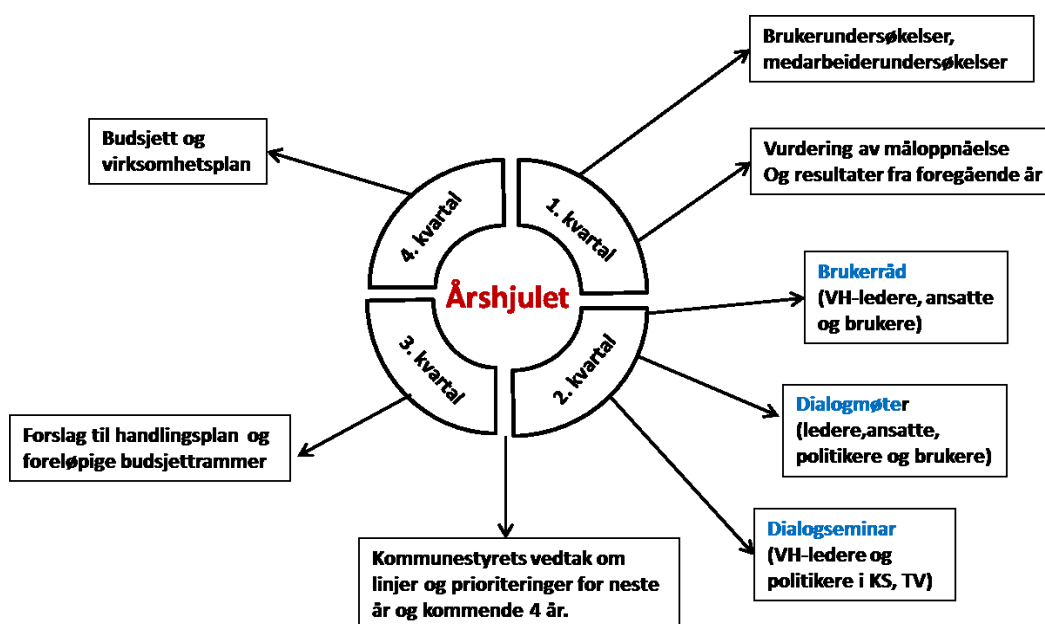 Brukerundersøkelser,
medarbeiderundersøkelser
Budsjett og
virksomhetsplan
Vurdering av måloppnåelse
Og resultater fra foregående år
4. kvartal
1. kvartal
Årshjulet
Brukerråd
(VH-ledere, ansatte
og brukere)
3. kvartal
2. kvartal
Dialogmøter
(ledere,ansatte,
politikere og brukere)
Forslag til handlingsplan og
foreløpige budsjettrammer
Dialogseminar
(VH-ledere og
politikere i KS, TV)
Kommunestyrets vedtak om
linjer og prioriteringer for neste
år og kommende 4 år.